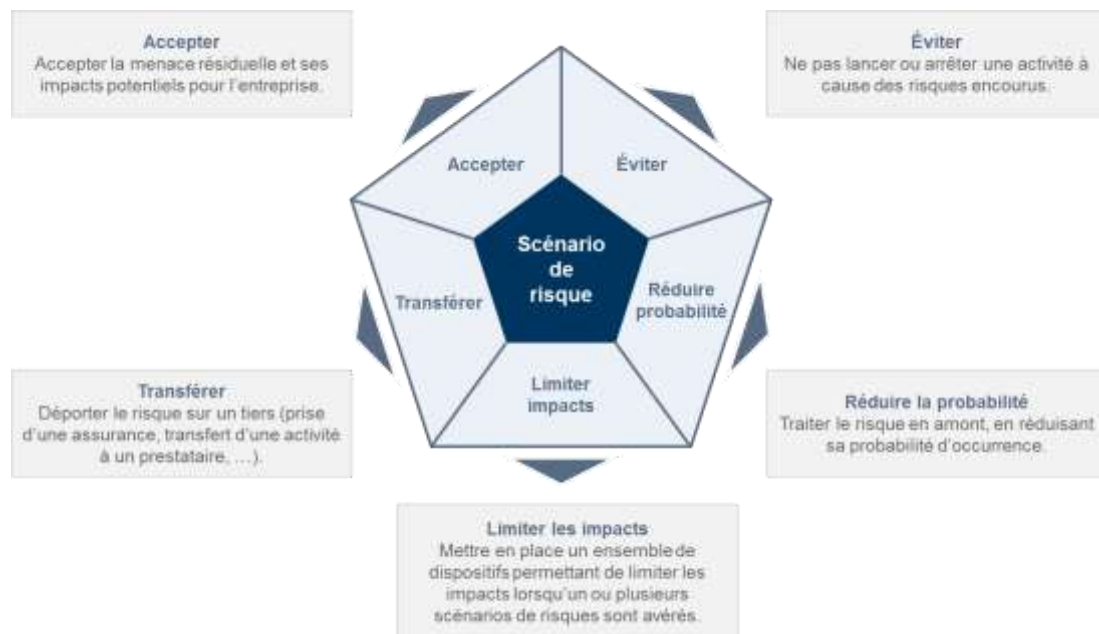 Accepter
Accepter la menace résiduelle et ses
impacts potentiels pour l'entreprise.
Éviter
Ne pas lancer ou arrêter une activité à
cause des risques encourus.
Accepter
Éviter
Scénario
de
risque
Transférer
Réduire
probabilité
Limiter
impacts
Transférer
Déporter le risque sur un tiers (prise
d'une assurance, transfert d'une activité
à un prestataire, …).
Réduire la probabilité
Traiter le risque en amont, en réduisant
sa probabilité d'occurrence.
Limiter les impacts
Mettre en place un ensemble de
dispositifs permettant de limiter les
impacts lorsqu'un ou plusieurs
scénarios de risques sont avérés.